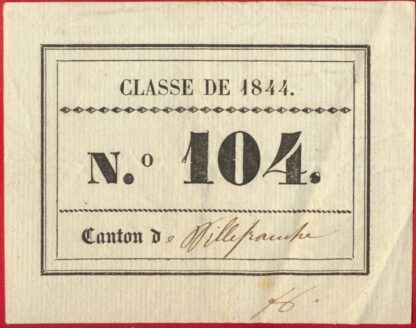 CLASSE DE 1844.
N.o 104.
Canton de Villefranche